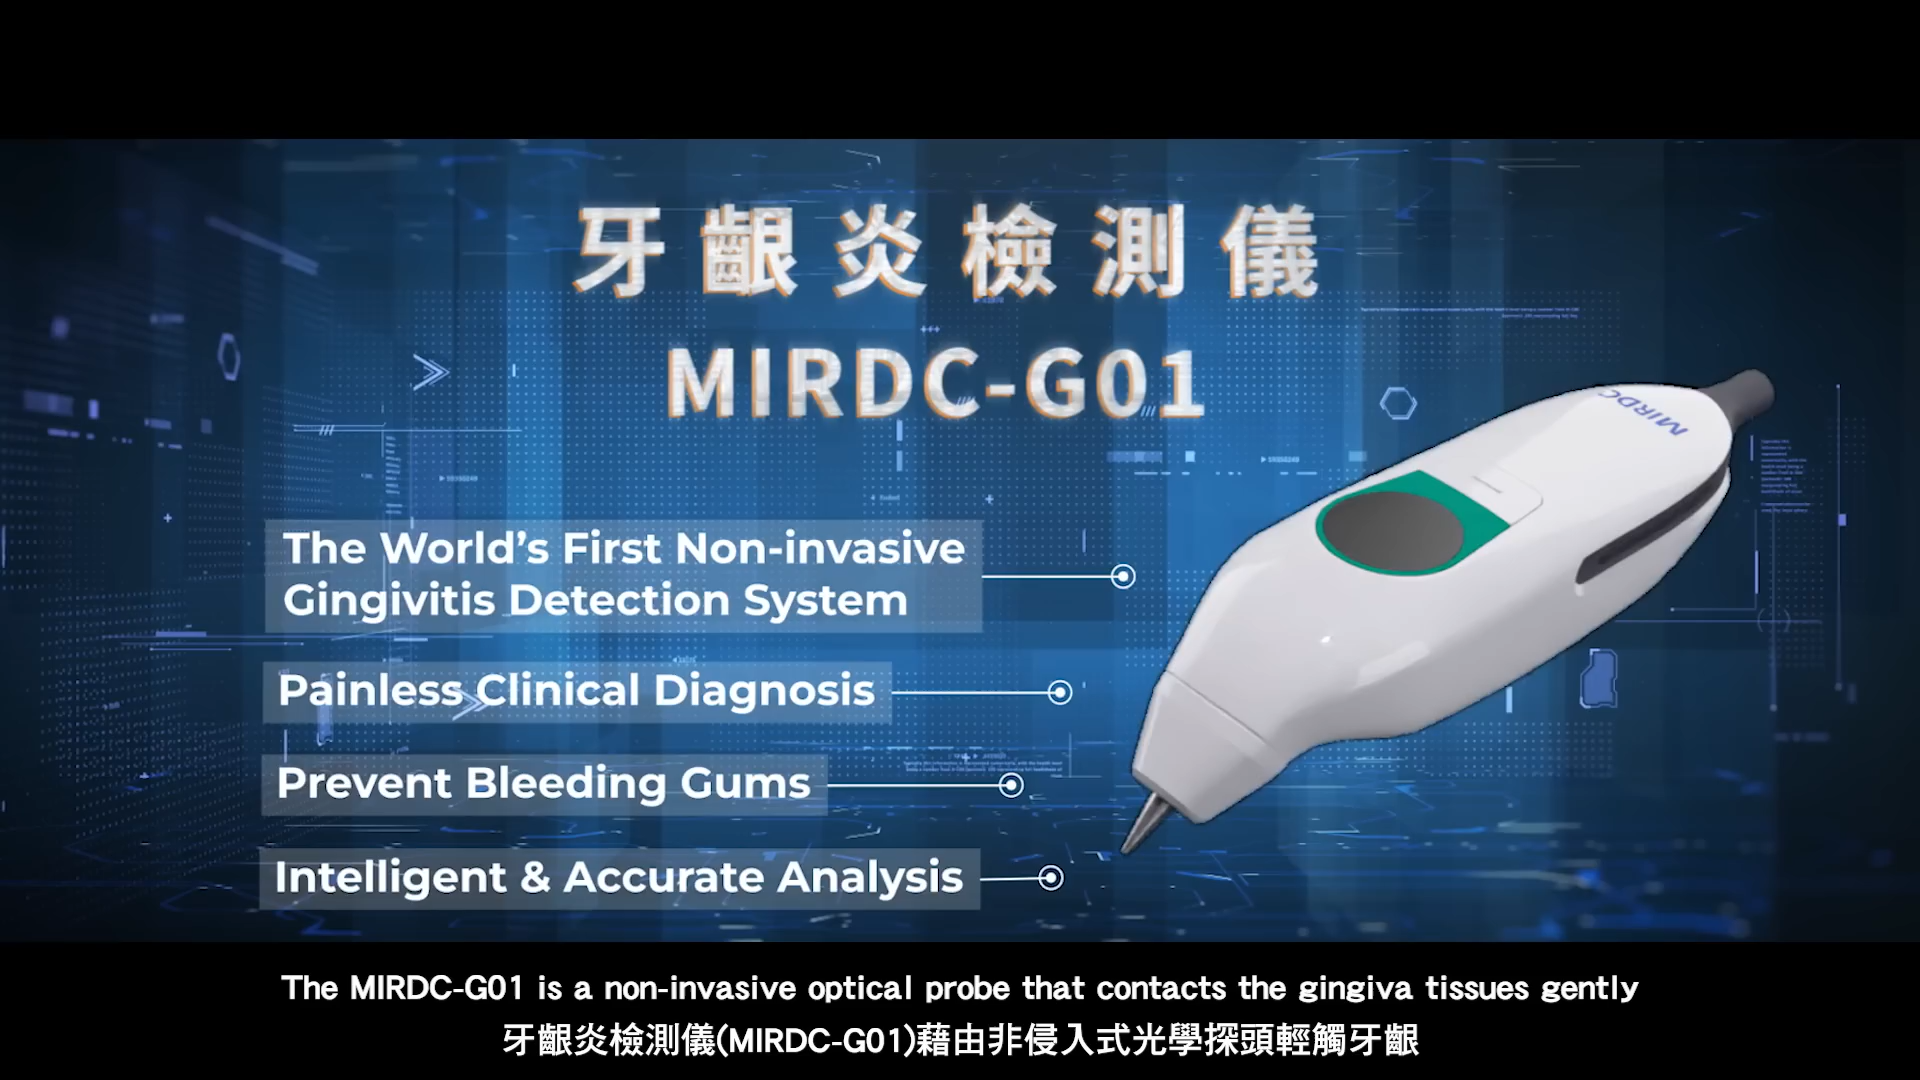 牙齦炎檢測儀
MIRDC-G01
MIRDC
The World's First Non-invasive
Gingivitis Detection System
Painless Clinical Diagnosis
Prevent Bleeding Gums
Intelligent & Accurate Analysis
The MIRDC-G01 is a non-invasive optical probe that contacts the gingiva tissues gently
牙齦炎檢測儀(MIRDC-G01)藉由非侵入式光學探頭輕觸牙齦